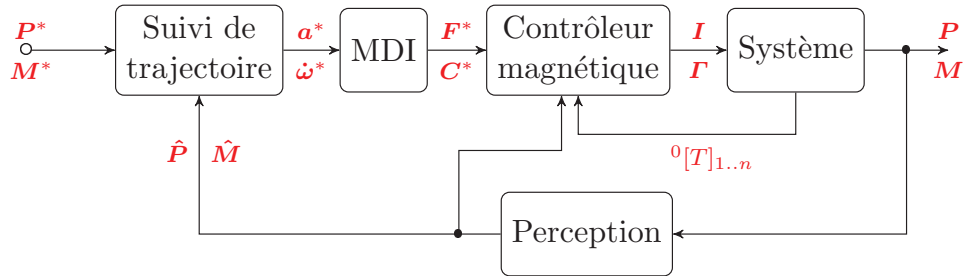 P* M*
Suivi de
trajectoire
a* ω̇*
MDI
F* C*
Contrôleur
magnétique
I Γ
Système
P M
P̂ M̂
⁰[T]₁..ₙ
Perception